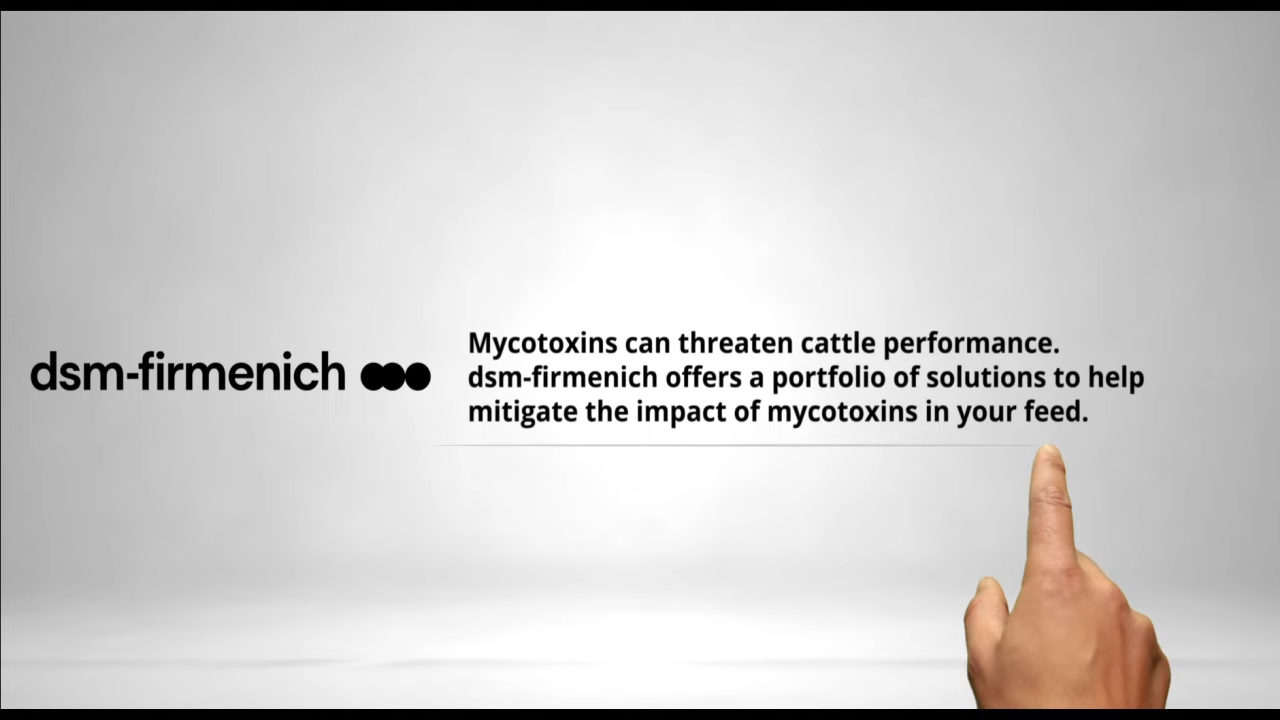 dsm-firmenich
Mycotoxins can threaten cattle performance.
dsm-firmenich offers a portfolio of solutions to help
mitigate the impact of mycotoxins in your feed.